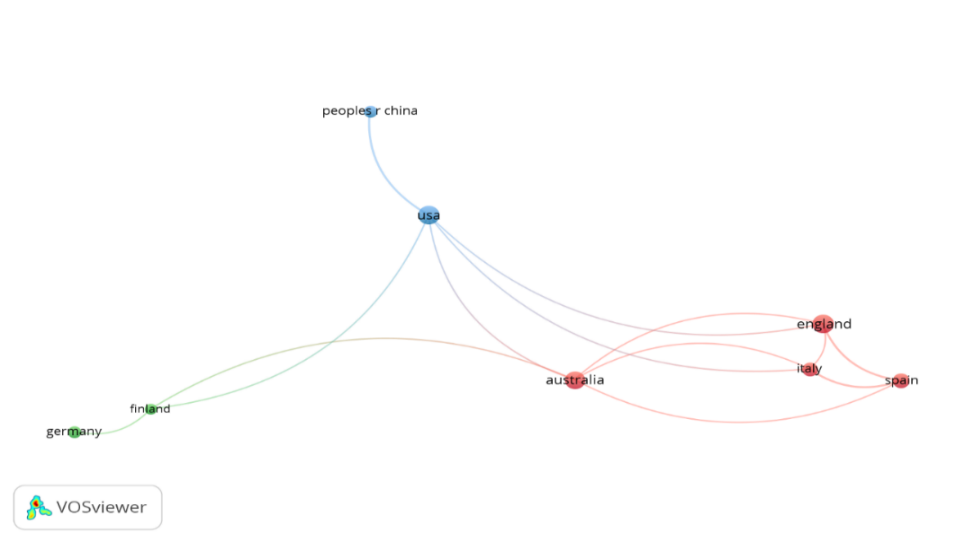 peoples r china
usa
england
italy
australia
spain
finland
germany
VOSviewer